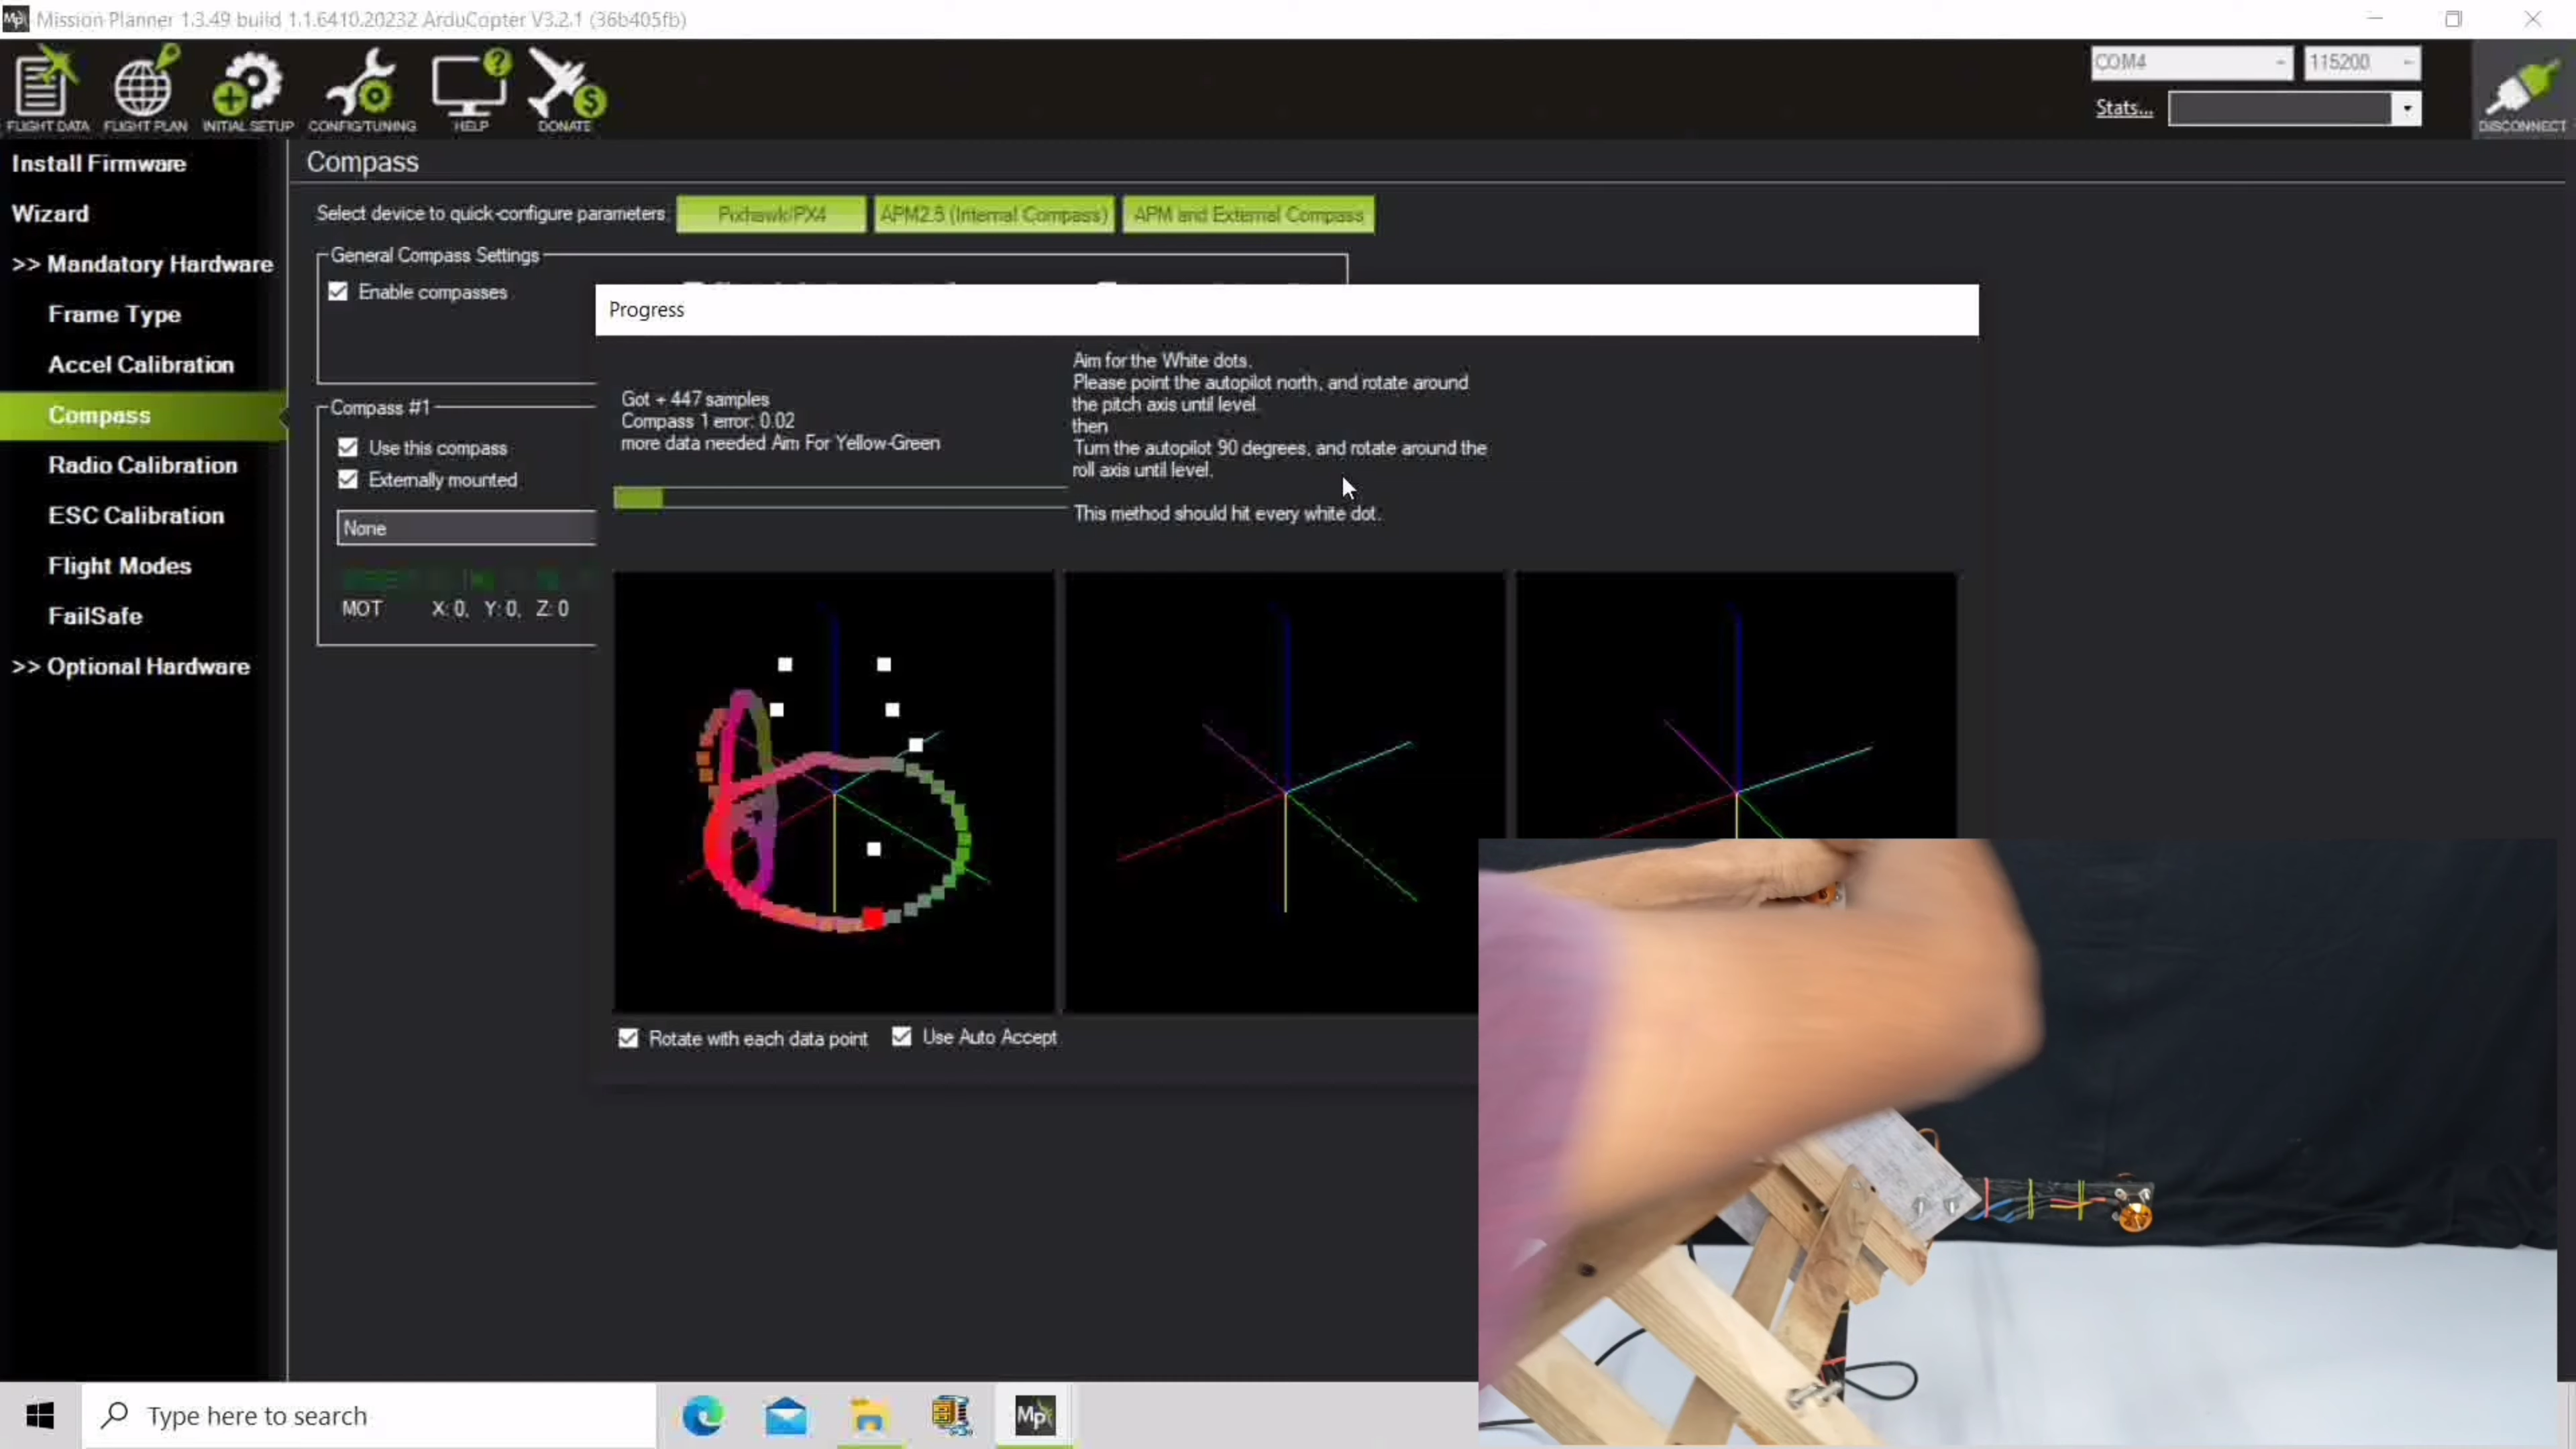 Mission Planner 1.3.49 build 1.1.6410.20232 ArduCopter V3.2.1 (36b405fb)
FLIGHT DATA
FLIGHT PLAN
INITIAL SETUP
CONFIG/TUNING
HELP
DONATE
COM4
115200
Stats...
DISCONNECT
Install Firmware
Wizard
>> Mandatory Hardware
Frame Type
Accel Calibration
Compass
Radio Calibration
ESC Calibration
Flight Modes
FailSafe
>> Optional Hardware
Compass
Select device to quick-configure parameters:
Pixhawk/PX4
APM2.5 (Internal Compass)
APM and External Compass
General Compass Settings
Enable compasses
Compass #1
Use this compass
Externally mounted
None
MOT X: 0, Y: 0, Z: 0
Progress
Got + 447 samples
Compass 1 error: 0.02
more data needed Aim For Yellow-Green
Aim for the White dots.
Please point the autopilot north, and rotate around
the pitch axis until level.
then
Turn the autopilot 90 degrees, and rotate around the
roll axis until level.
This method should hit every white dot.
Rotate with each data point
Use Auto Accept
Type here to search
Mp